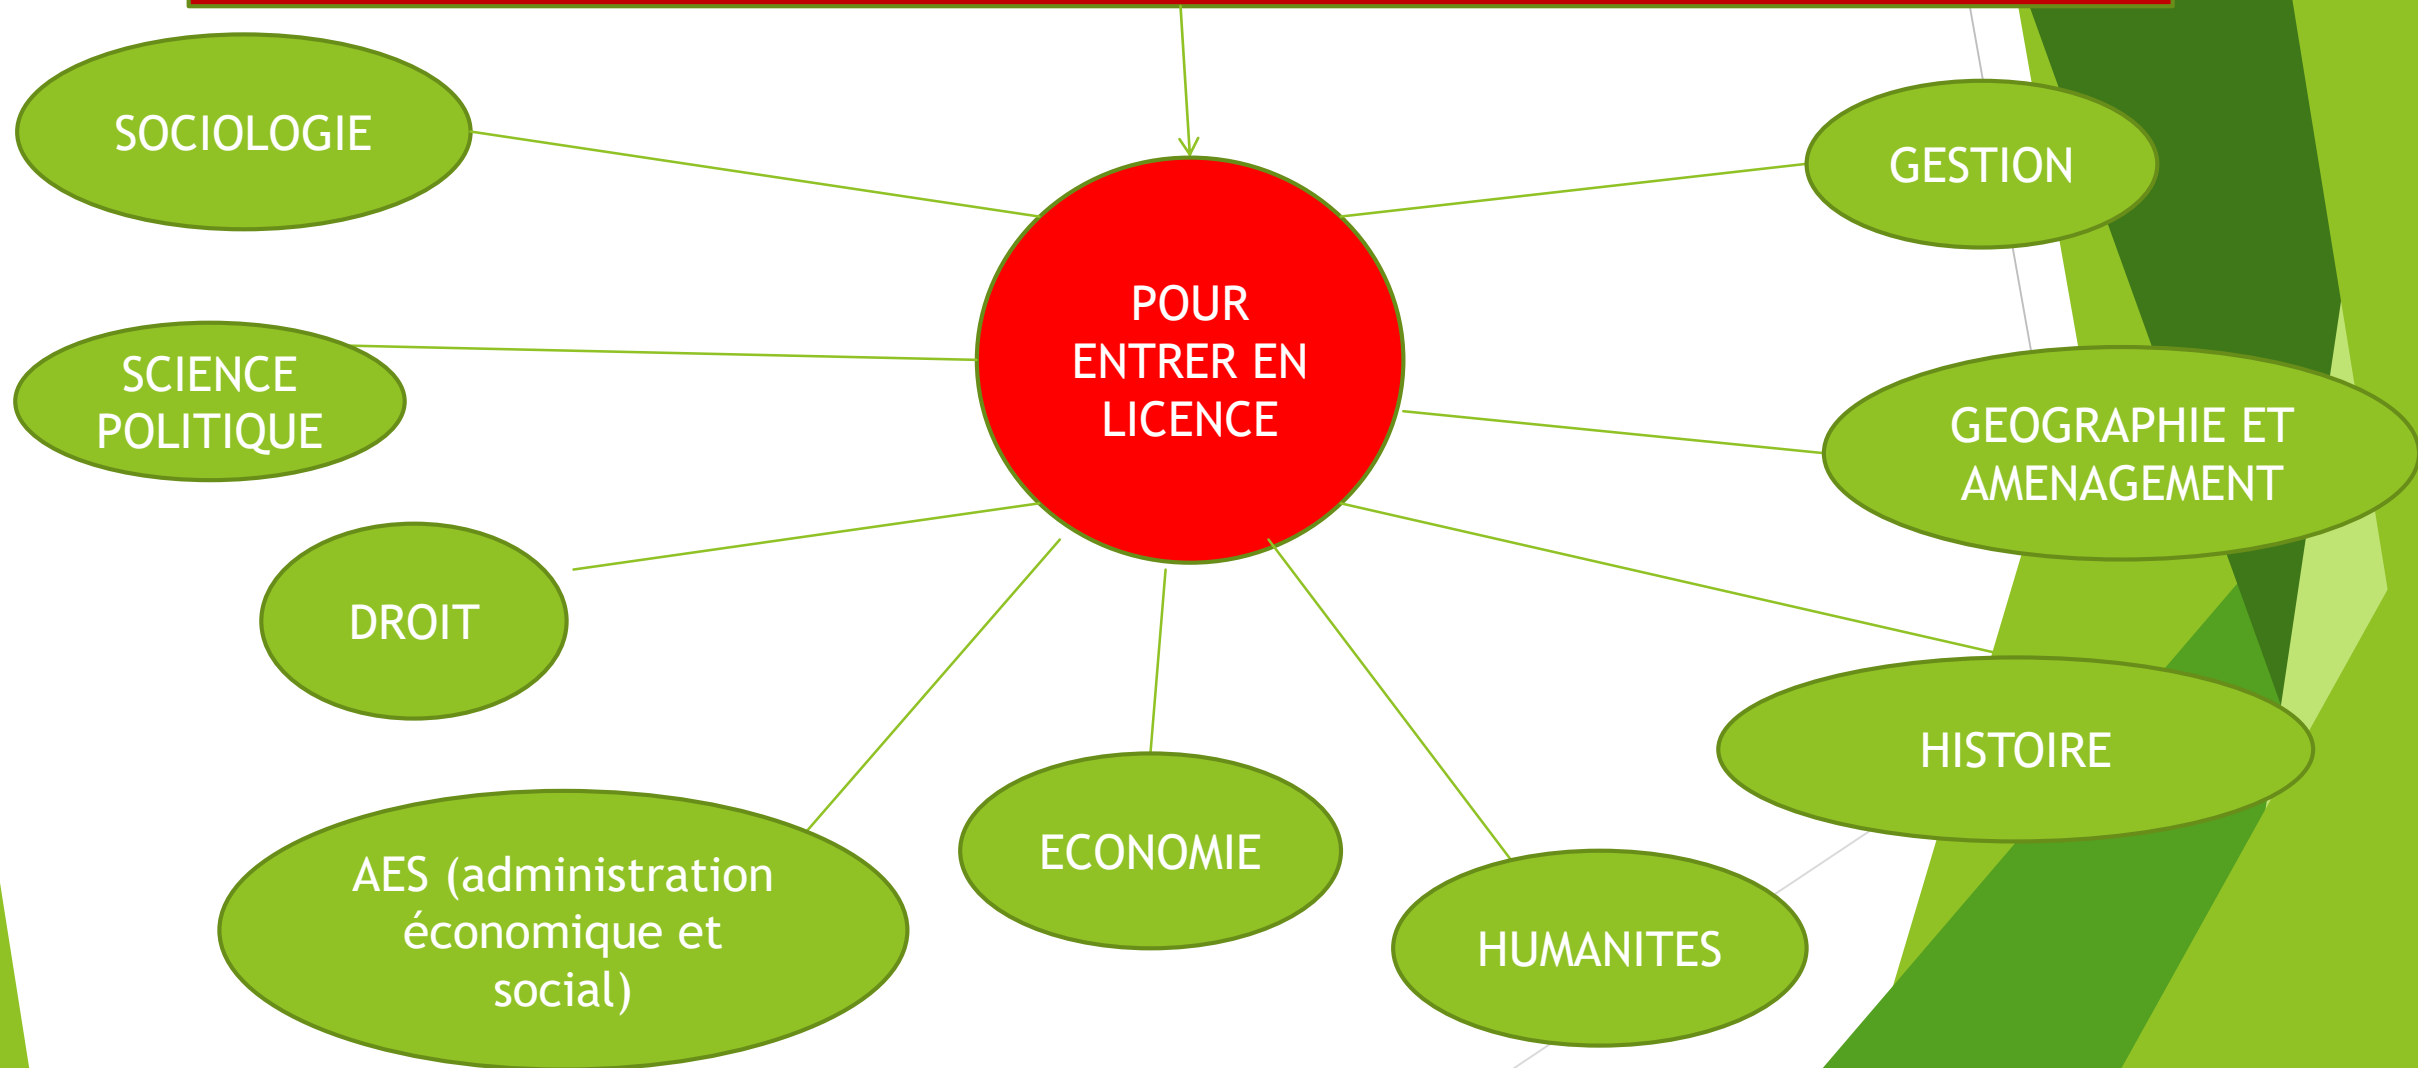 SOCIOLOGIE
GESTION
POUR
ENTRER EN
LICENCE
SCIENCE
POLITIQUE
GEOGRAPHIE ET
AMENAGEMENT
DROIT
HISTOIRE
ECONOMIE
AES (administration
économique et
social)
HUMANITES